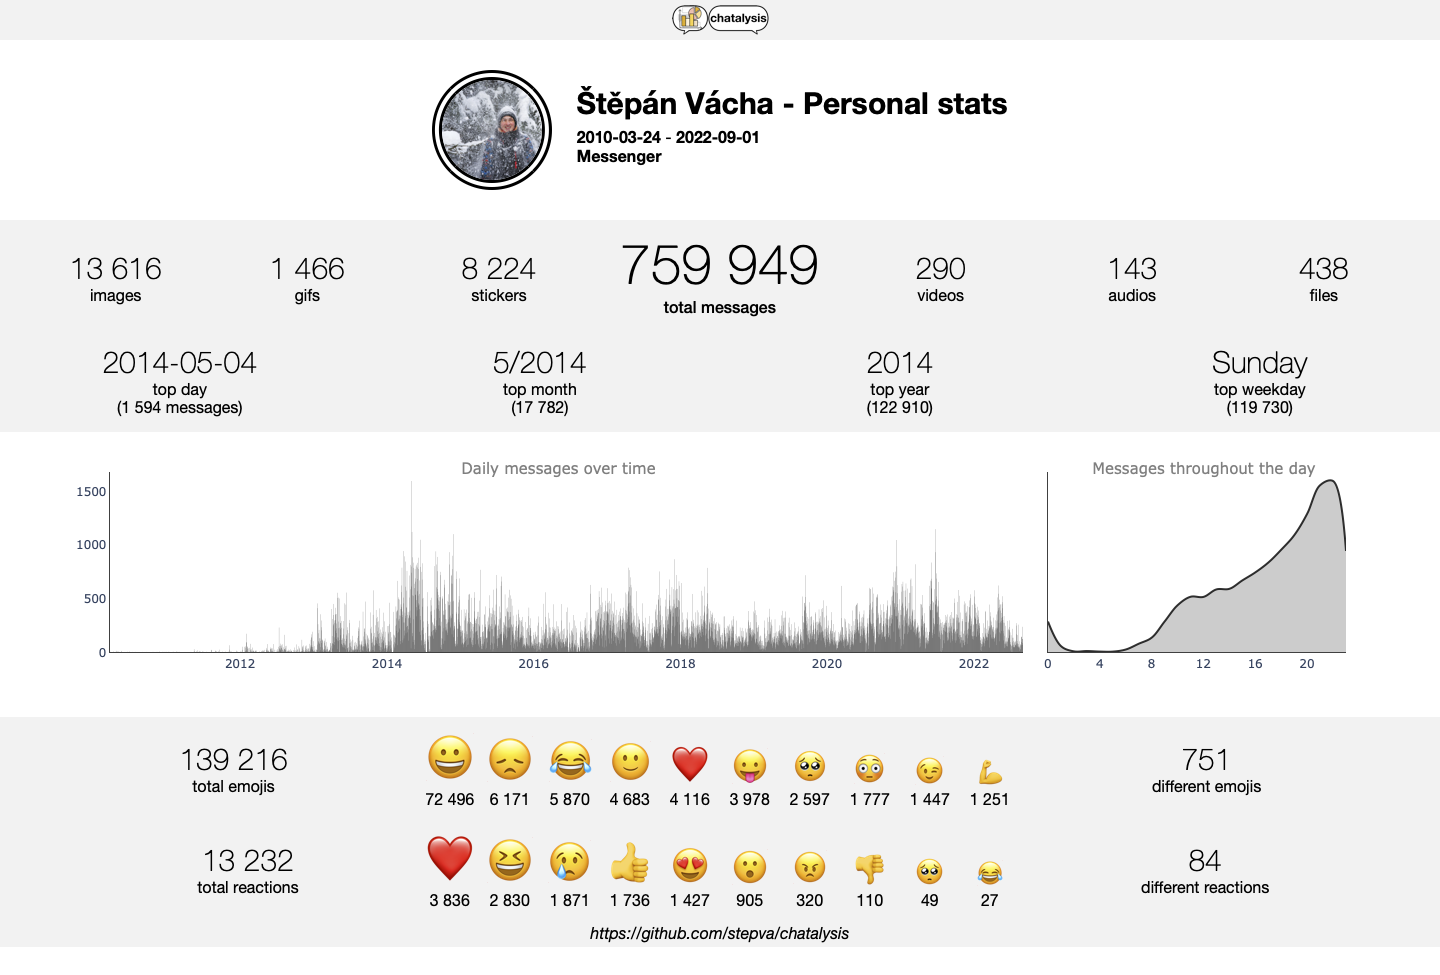 chatalysis
Štěpán Vácha - Personal stats
2010-03-24 - 2022-09-01
Messenger
13 616
images
1 466
gifs
8 224
stickers
759 949
total messages
290
videos
143
audios
438
files
2014-05-04
top day
(1 594 messages)
5/2014
top month
(17 782)
2014
top year
(122 910)
Sunday
top weekday
(119 730)
Daily messages over time
1500
1000
500
0
2012 2014 2016 2018 2020 2022
Messages throughout the day
0 4 8 12 16 20
139 216
total emojis
72 496 6 171 5 870 4 683 4 116 3 978 2 597 1 777 1 447 1 251
751
different emojis
13 232
total reactions
3 836 2 830 1 871 1 736 1 427 905 320 110 49 27
84
different reactions
https://github.com/stepva/chatalysis